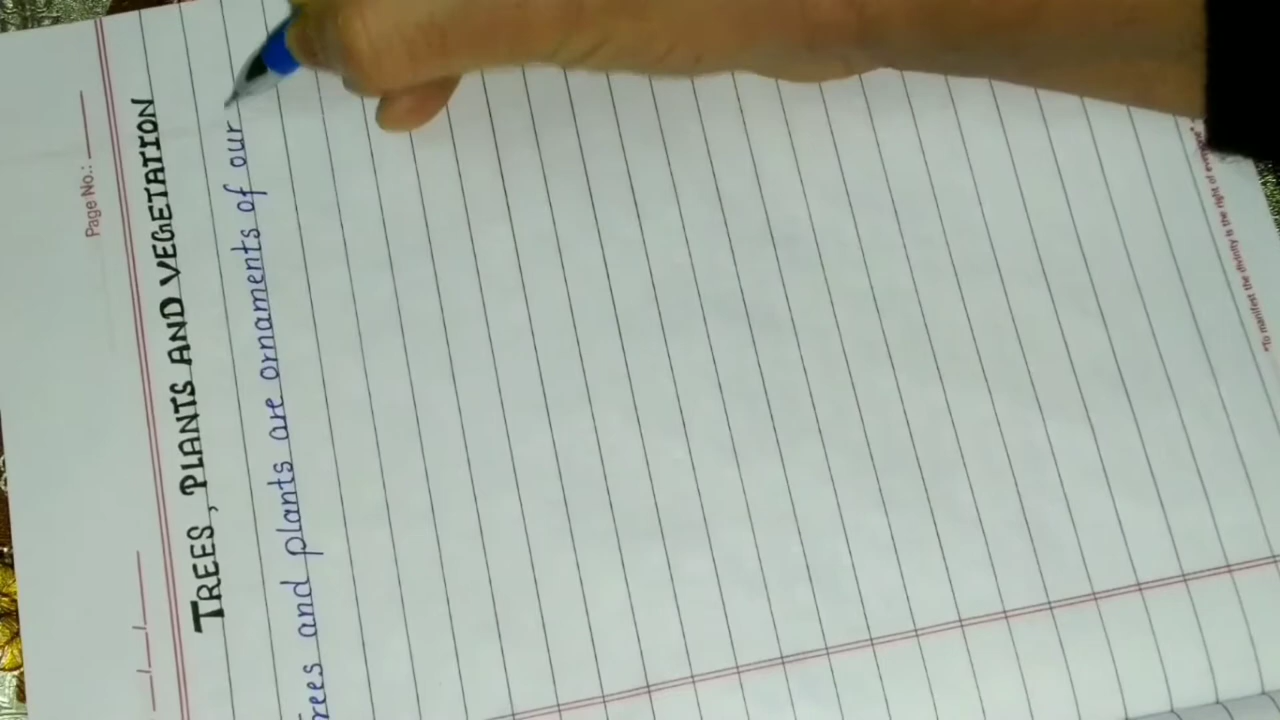 Page No.:
TREES, PLANTS AND VEGETATION
rees and plants are ornaments of our
"To manifest the divinity is the right of everyone"